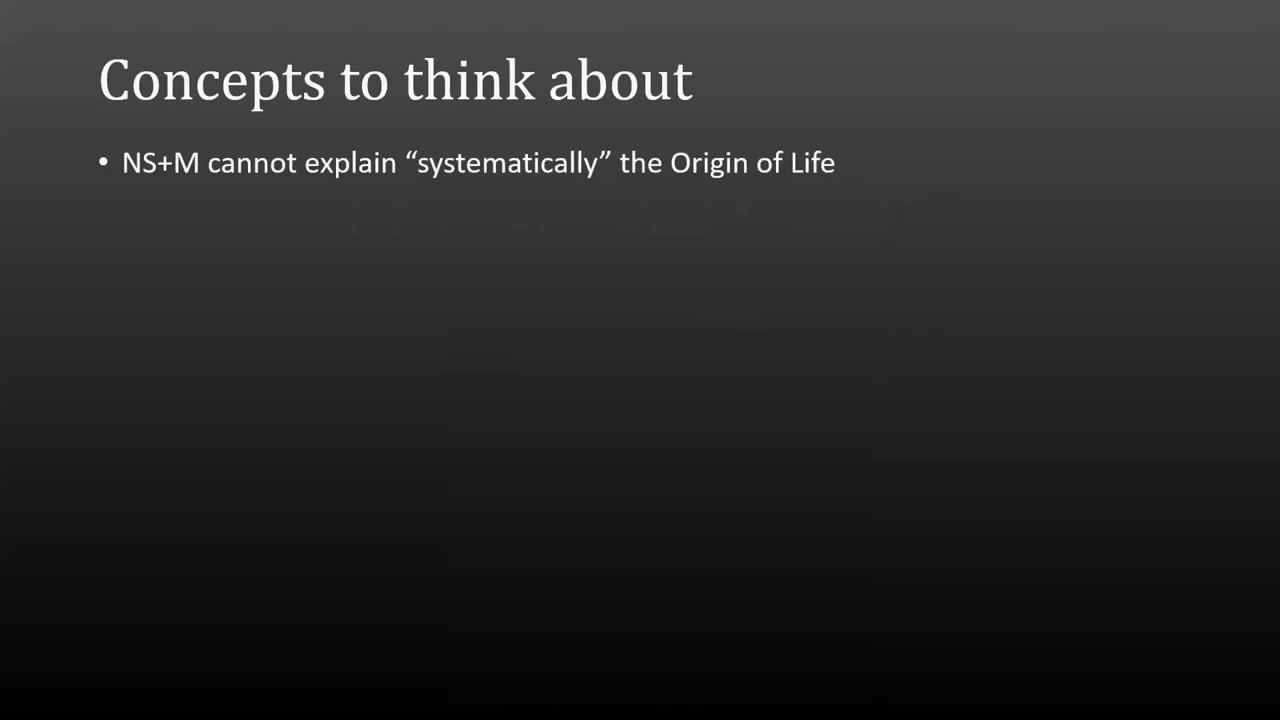 Concepts to think about
• NS+M cannot explain “systematically” the Origin of Life